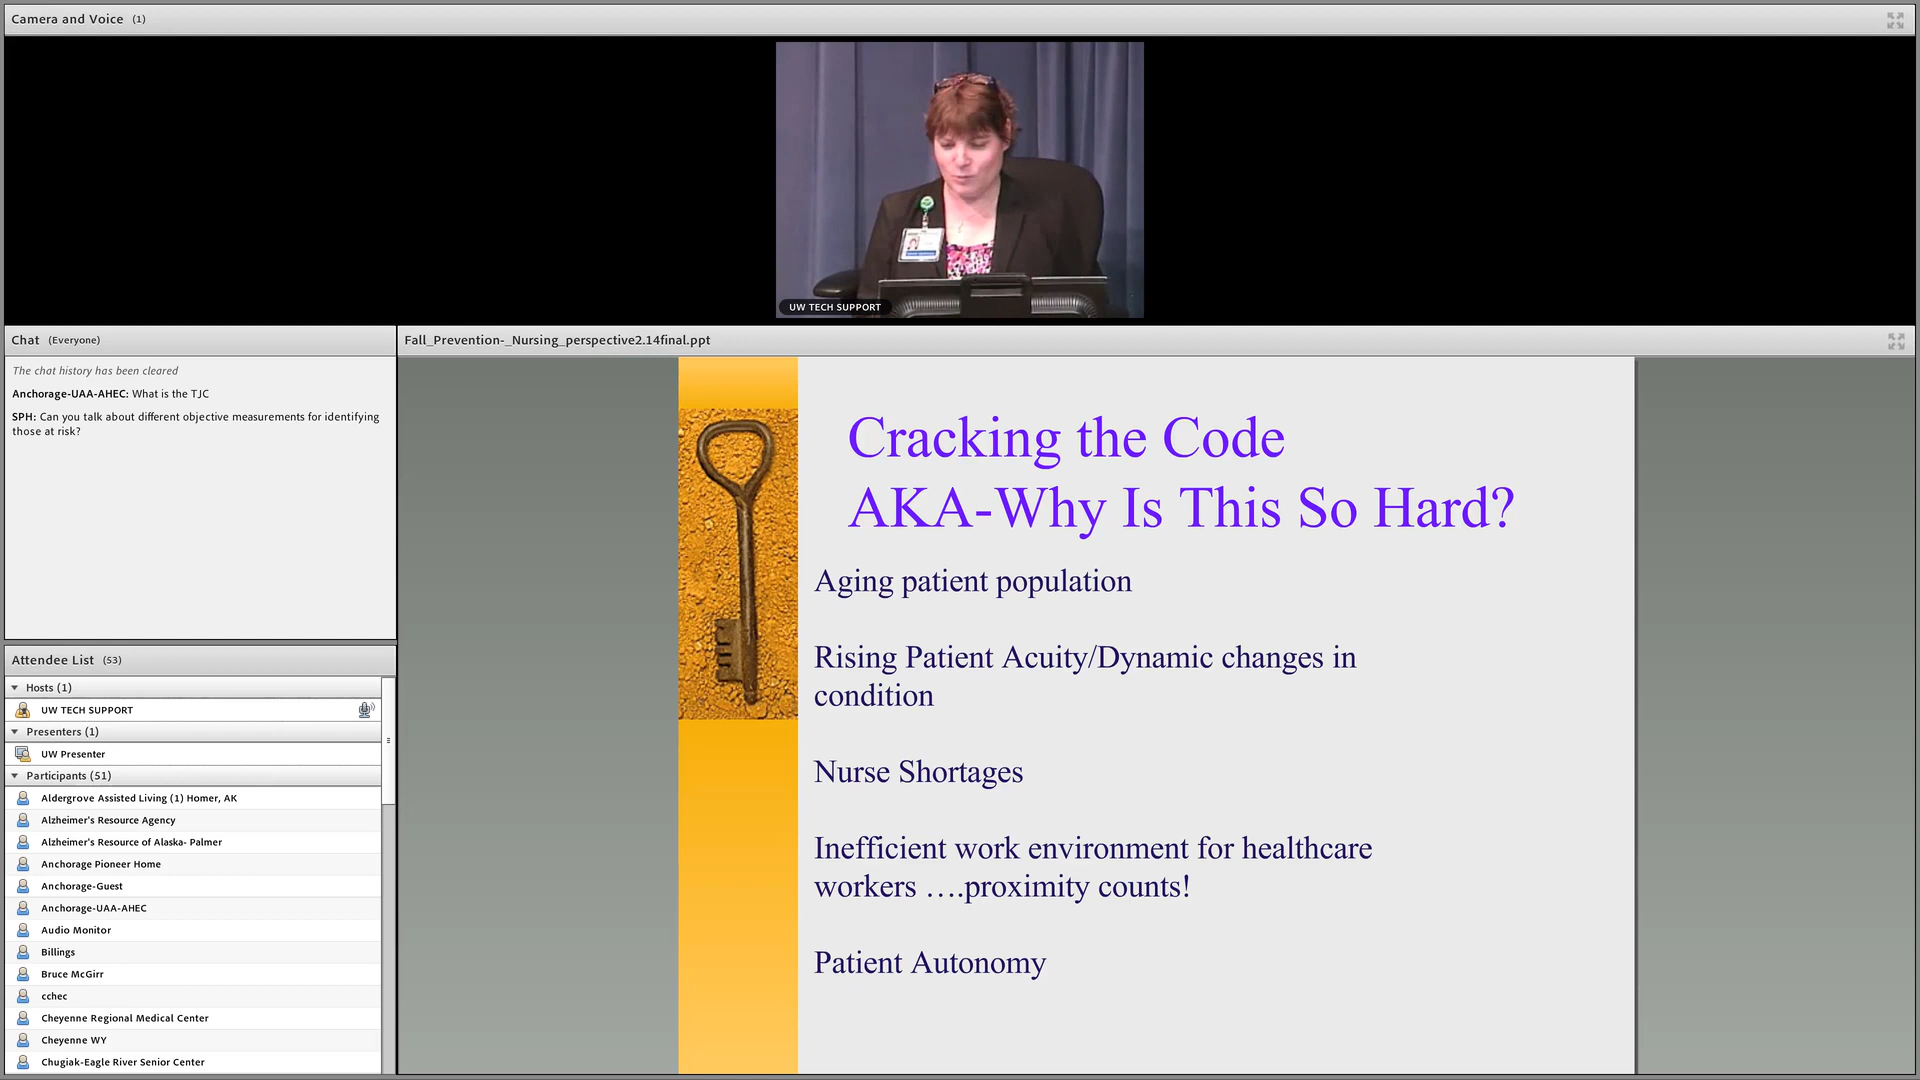 Camera and Voice (1)
UW TECH SUPPORT
Chat (Everyone)
The chat history has been cleared
Anchorage-UAA-AHEC: What is the TJC
SPH: Can you talk about different objective measurements for identifying
those at risk?
Attendee List (53)
Hosts (1)
UW TECH SUPPORT
Presenters (1)
UW Presenter
Participants (51)
Aldergrove Assisted Living (1) Homer, AK
Alzheimer's Resource Agency
Alzheimer's Resource of Alaska- Palmer
Anchorage Pioneer Home
Anchorage-Guest
Anchorage-UAA-AHEC
Audio Monitor
Billings
Bruce McGirr
cchec
Cheyenne Regional Medical Center
Cheyenne WY
Chugiak-Eagle River Senior Center
Fall_Prevention-_Nursing_perspective2.14final.ppt
Cracking the Code
AKA-Why Is This So Hard?
Aging patient population
Rising Patient Acuity/Dynamic changes in
condition
Nurse Shortages
Inefficient work environment for healthcare
workers ….proximity counts!
Patient Autonomy